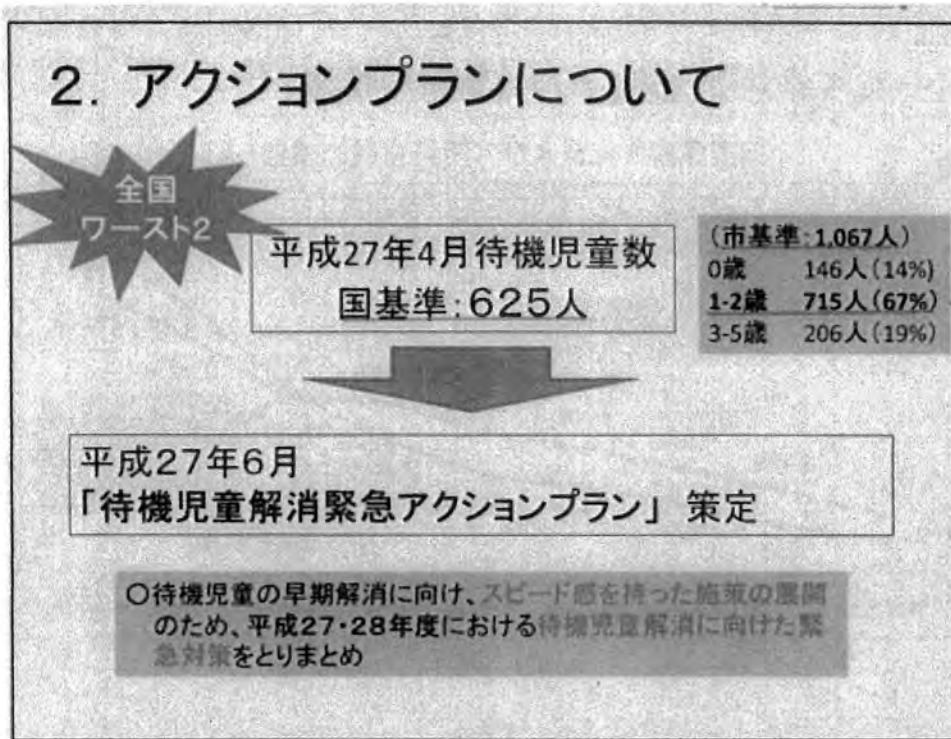 2. アクションプランについて
全国
ワースト2
平成27年4月待機児童数
国基準:625人
(市基準:1,067人)
0歳 146人(14%)
1-2歳 715人(67%)
3-5歳 206人(19%)
平成27年6月
「待機児童解消緊急アクションプラン」 策定
○待機児童の早期解消に向け、スピード感を持った施策の展開
のため、平成27・28年度における待機児童解消に向けた緊
急対策をとりまとめ